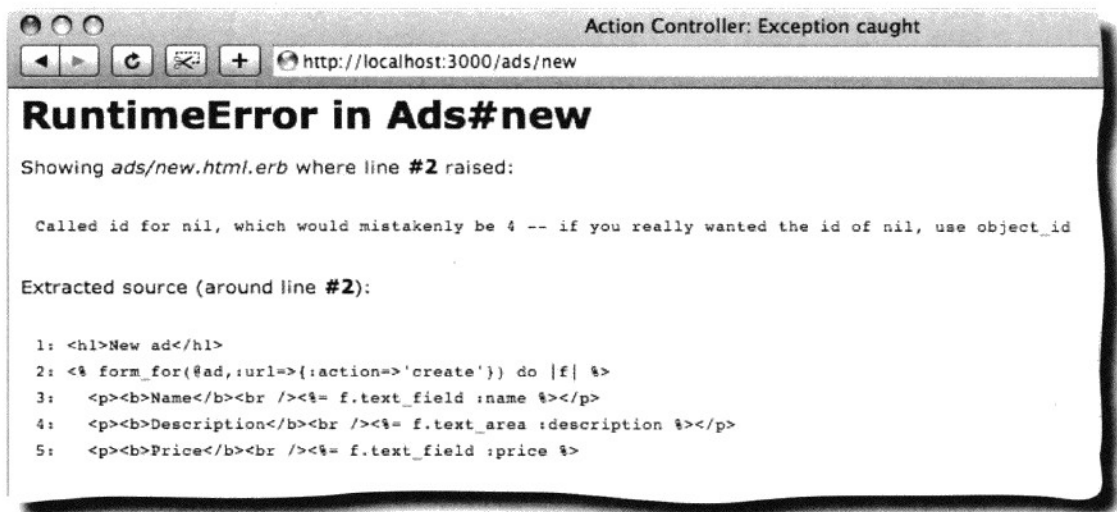 Action Controller: Exception caught
http://localhost:3000/ads/new
RuntimeError in Ads#new
Showing ads/new.html.erb where line #2 raised:
Called id for nil, which would mistakenly be 4 -- if you really wanted the id of nil, use object_id
Extracted source (around line #2):
1: <h1>New ad</h1>
2: <% form_for(@ad,:url=>{:action=>'create'}) do |f| %>
3: <p><b>Name</b><br /><%= f.text_field :name %></p>
4: <p><b>Description</b><br /><%= f.text_area :description %></p>
5: <p><b>Price</b><br /><%= f.text_field :price %>